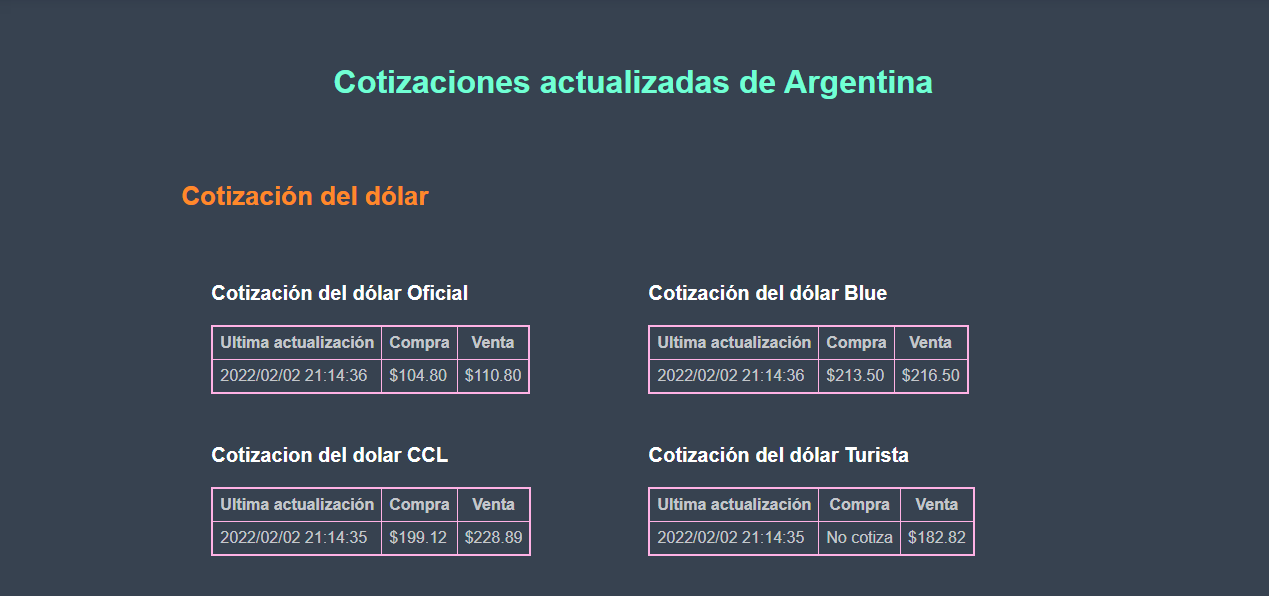 Cotizaciones actualizadas de Argentina
Cotización del dólar
Cotización del dólar Oficial
Ultima actualización Compra Venta
2022/02/02 21:14:36 $104.80 $110.80
Cotización del dólar Blue
Ultima actualización Compra Venta
2022/02/02 21:14:36 $213.50 $216.50
Cotizacion del dolar CCL
Ultima actualización Compra Venta
2022/02/02 21:14:35 $199.12 $228.89
Cotización del dólar Turista
Ultima actualización Compra Venta
2022/02/02 21:14:35 No cotiza $182.82